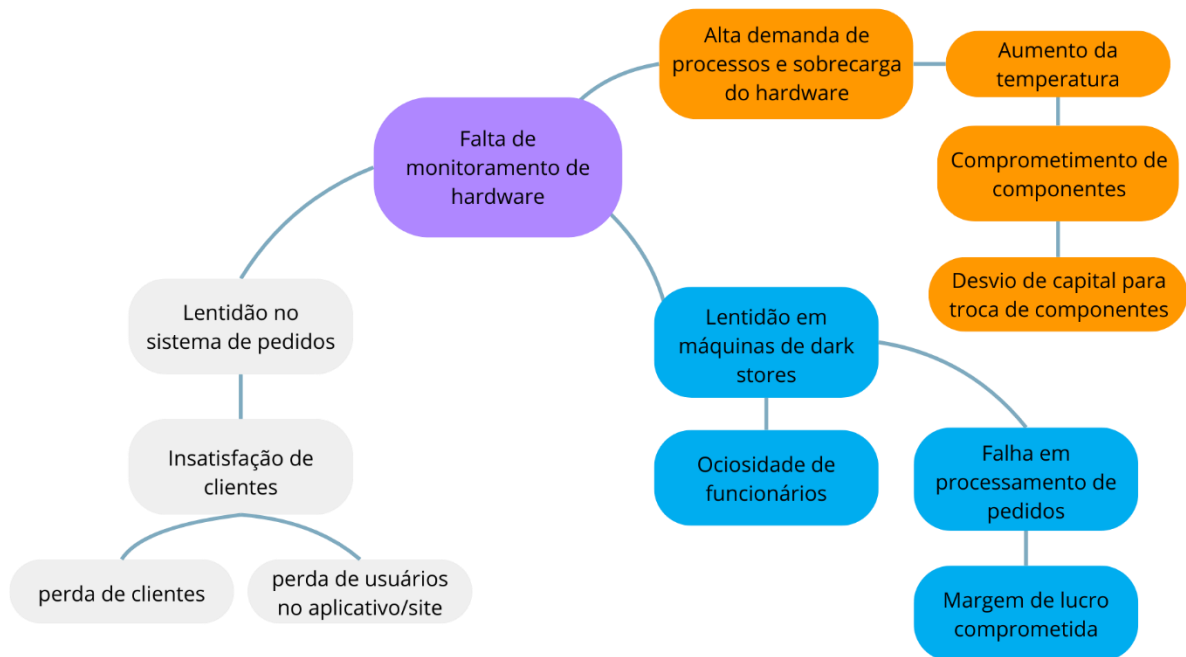 Alta demanda de
processos e sobrecarga
do hardware
Aumento da
temperatura
Falta de
monitoramento de
hardware
Comprometimento de
componentes
Desvio de capital para
troca de componentes
Lentidão no
sistema de pedidos
Lentidão em
máquinas de dark
stores
Insatisfação de
clientes
Ociosidade de
funcionários
Falha em
processamento de
pedidos
perda de clientes
perda de usuários
no aplicativo/site
Margem de lucro
comprometida